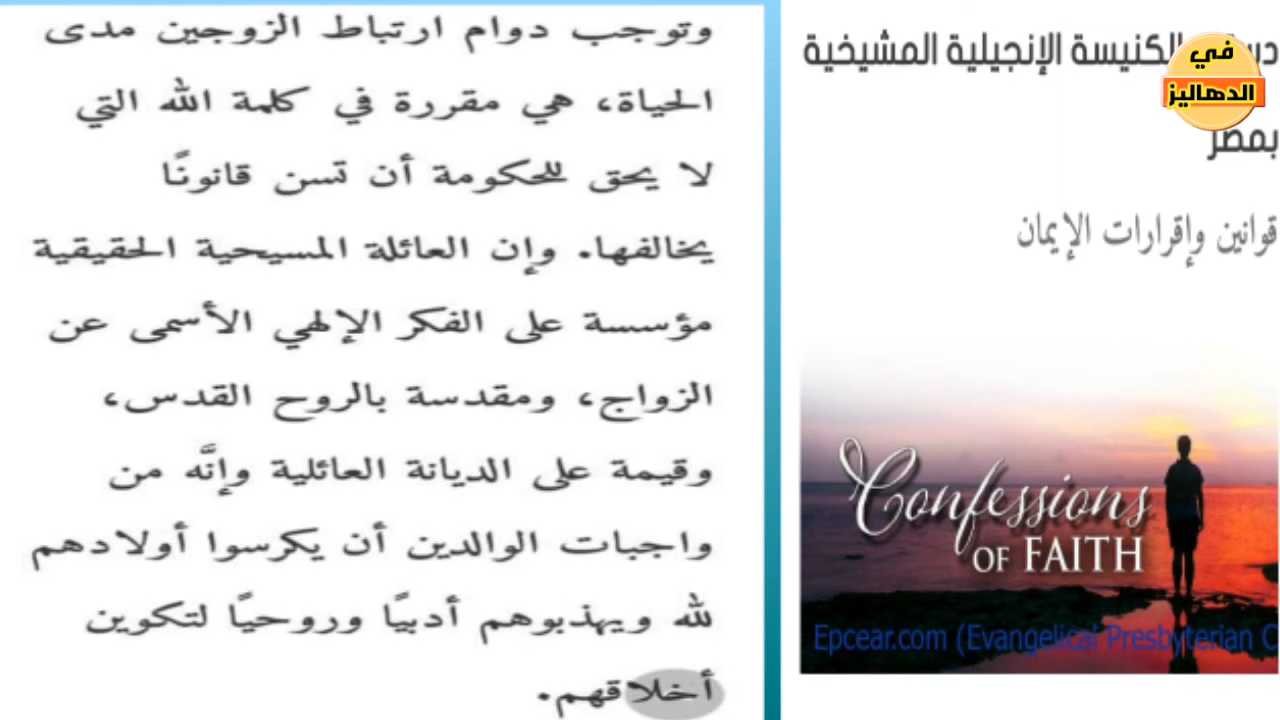 دستور الكنيسة الإنجيلية المشيخية
بمصر
في
الدهاليز
قوانين وإقرارات الإيمان
Confessions
OF FAITH
Epcear.com (Evangelical Presbyterian C
وتوجب دوام ارتباط الزوجين مدى
الحياة، هي مقررة في كلمة الله التي
لا يحق للحكومة أن تسن قانونًا
يخالفها. وإن العائلة المسيحية الحقيقية
مؤسسة على الفكر الإلهي الأسمى عن
الزواج، ومقدسة بالروح القدس،
وقيمة على الديانة العائلية وإنَّه من
واجبات الوالدين أن يكرسوا أولادهم
لله ويهذبوهم أدبيًا وروحيًا لتكوين
أخلاقهم.